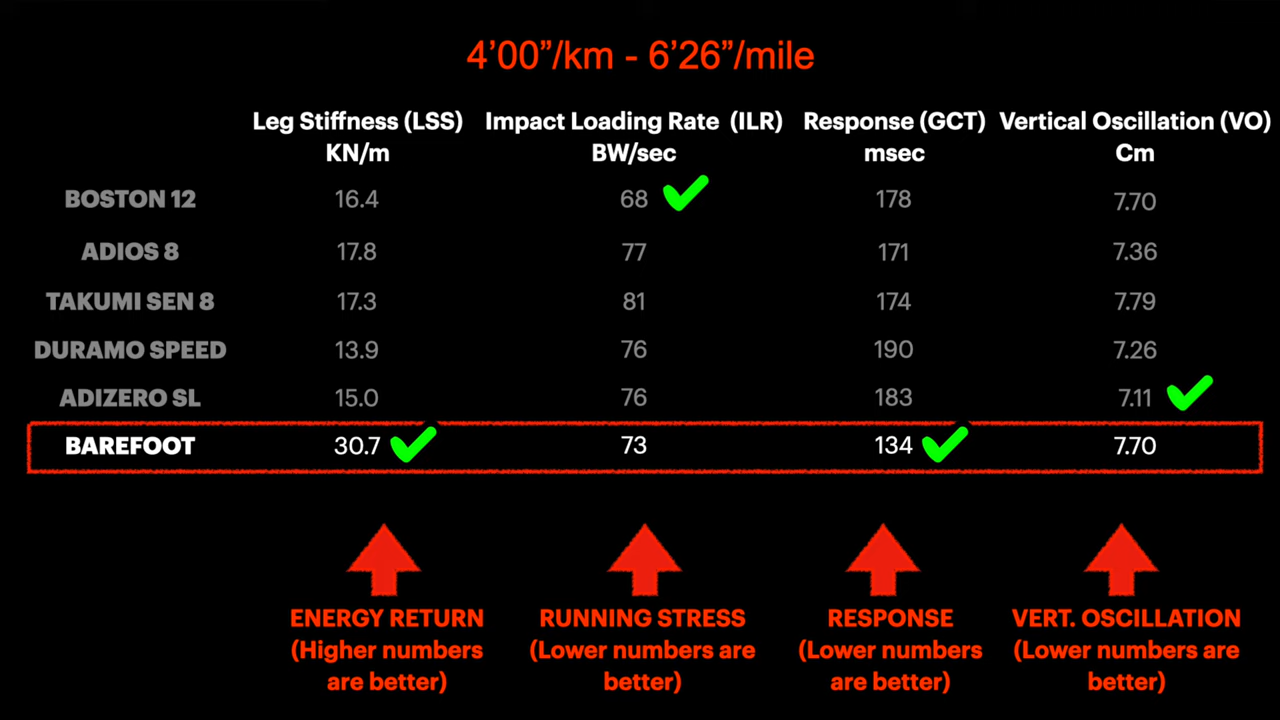 4’00”/km - 6’26”/mile
Leg Stiffness (LSS) Impact Loading Rate (ILR) Response (GCT) Vertical Oscillation (VO)
KN/m BW/sec msec Cm
BOSTON 12 16.4 68 178 7.70
ADIOS 8 17.8 77 171 7.36
TAKUMI SEN 8 17.3 81 174 7.79
DURAMO SPEED 13.9 76 190 7.26
ADIZERO SL 15.0 76 183 7.11
BAREFOOT 30.7 73 134 7.70
ENERGY RETURN RUNNING STRESS RESPONSE VERT. OSCILLATION
(Higher numbers (Lower numbers are (Lower numbers (Lower numbers are
are better) better) are better) better)